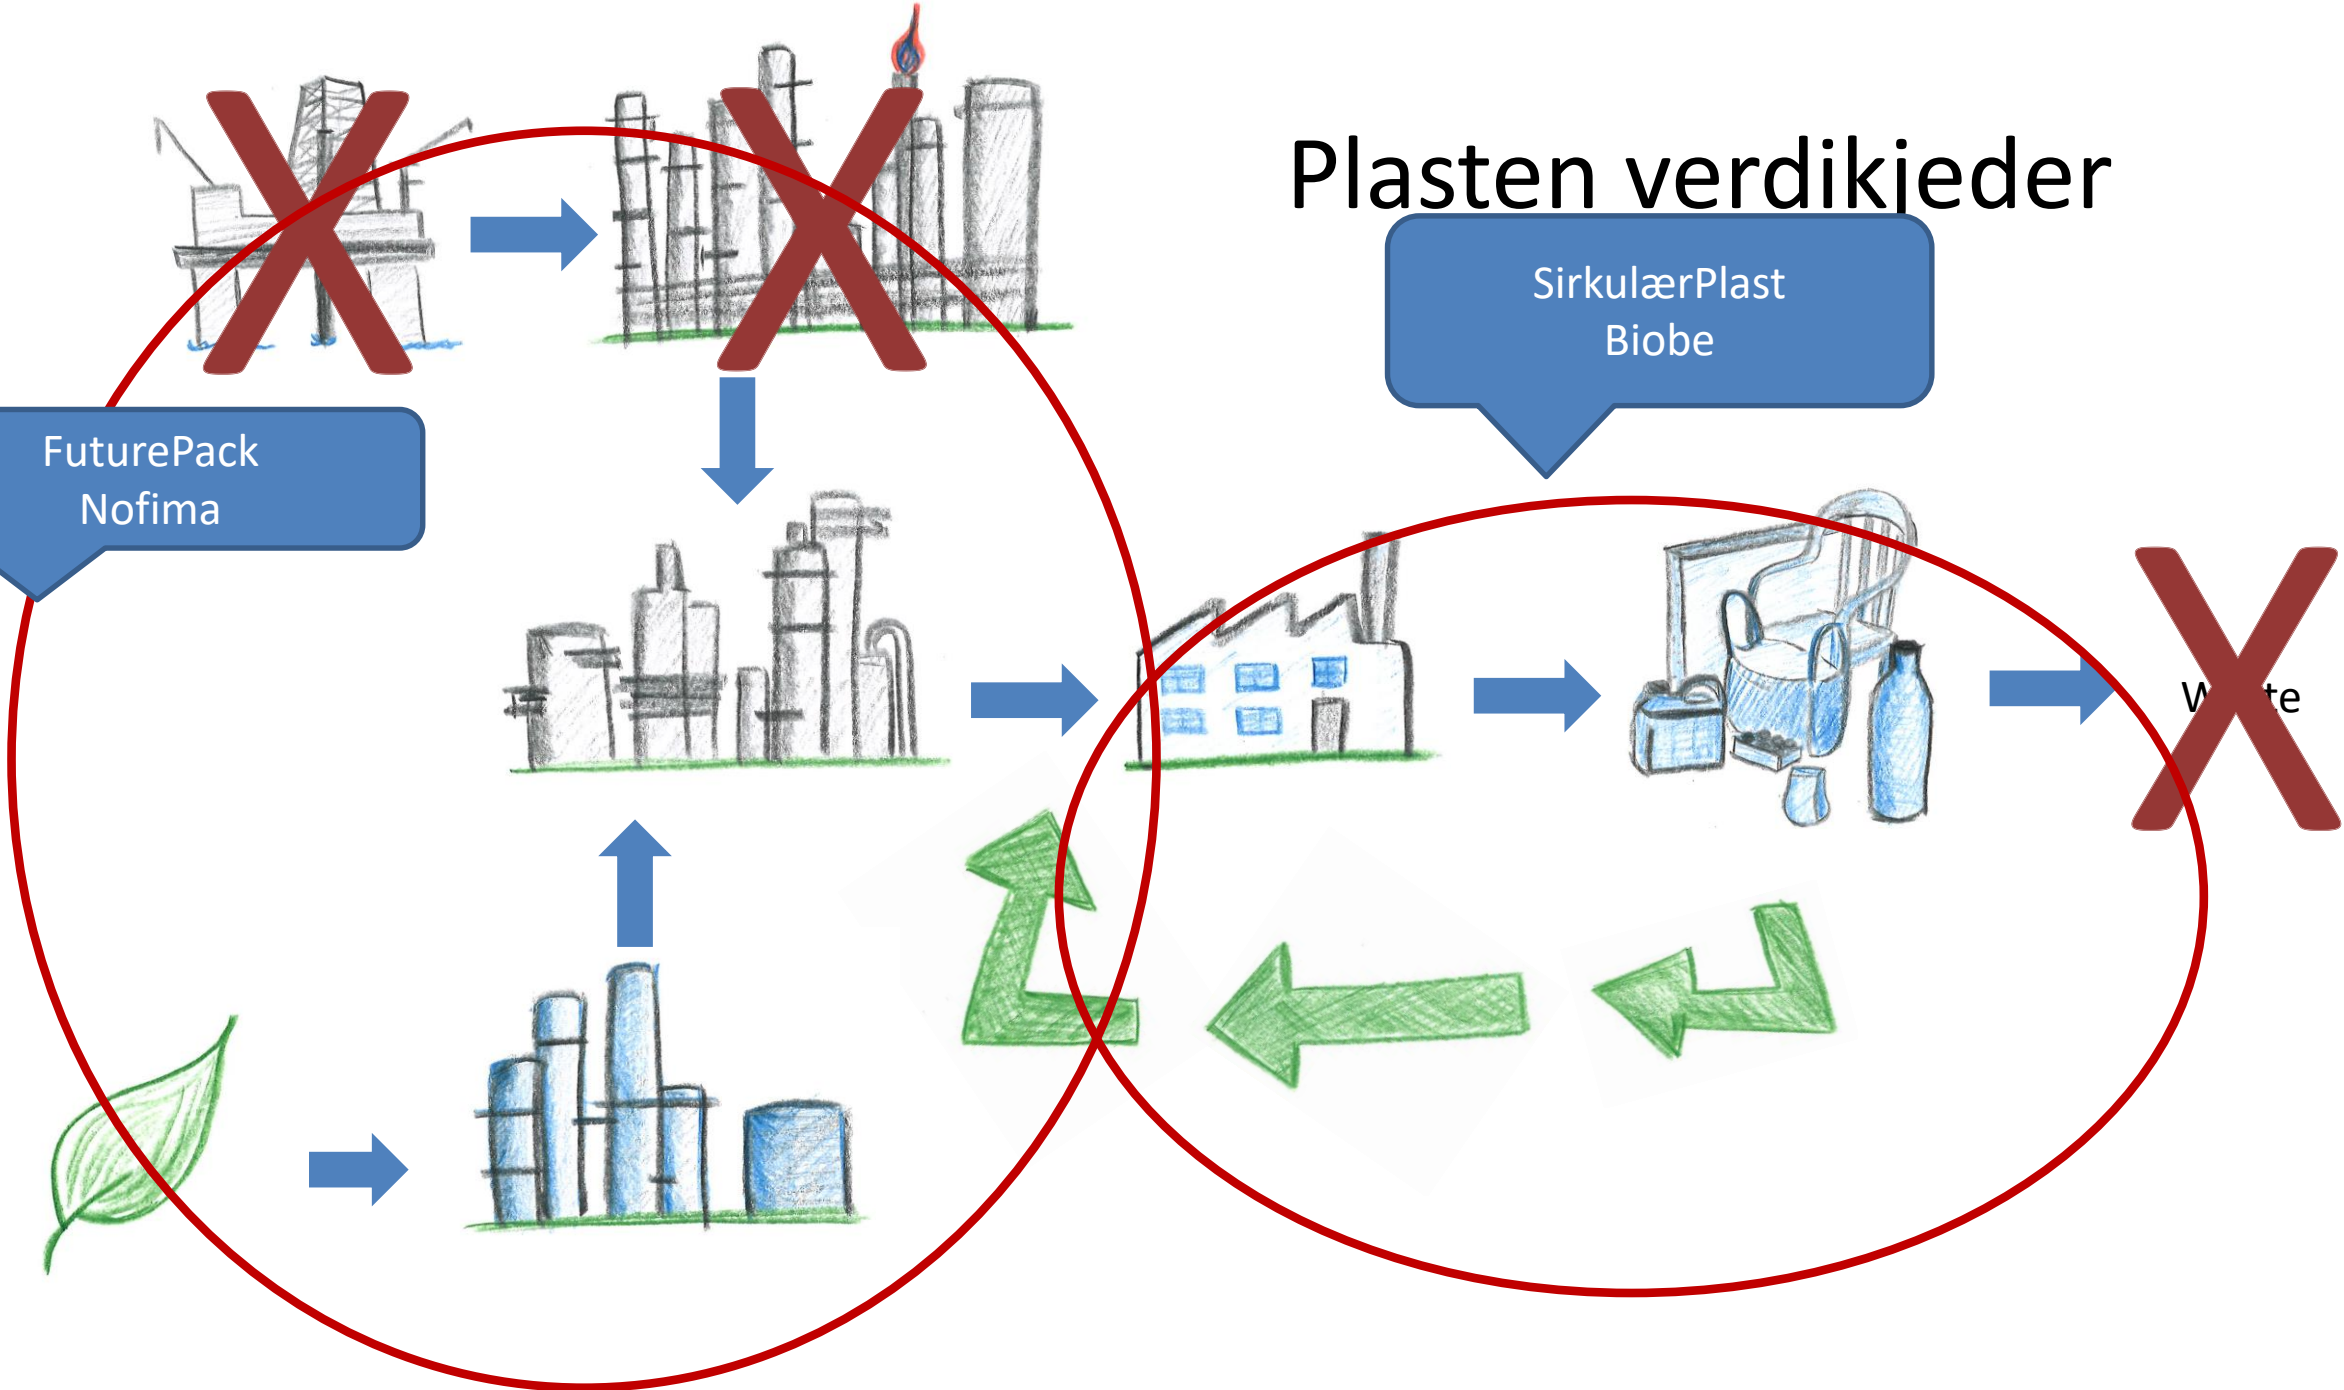 Plasten verdikjeder
SirkulærPlast
Biobe
FuturePack
Nofima